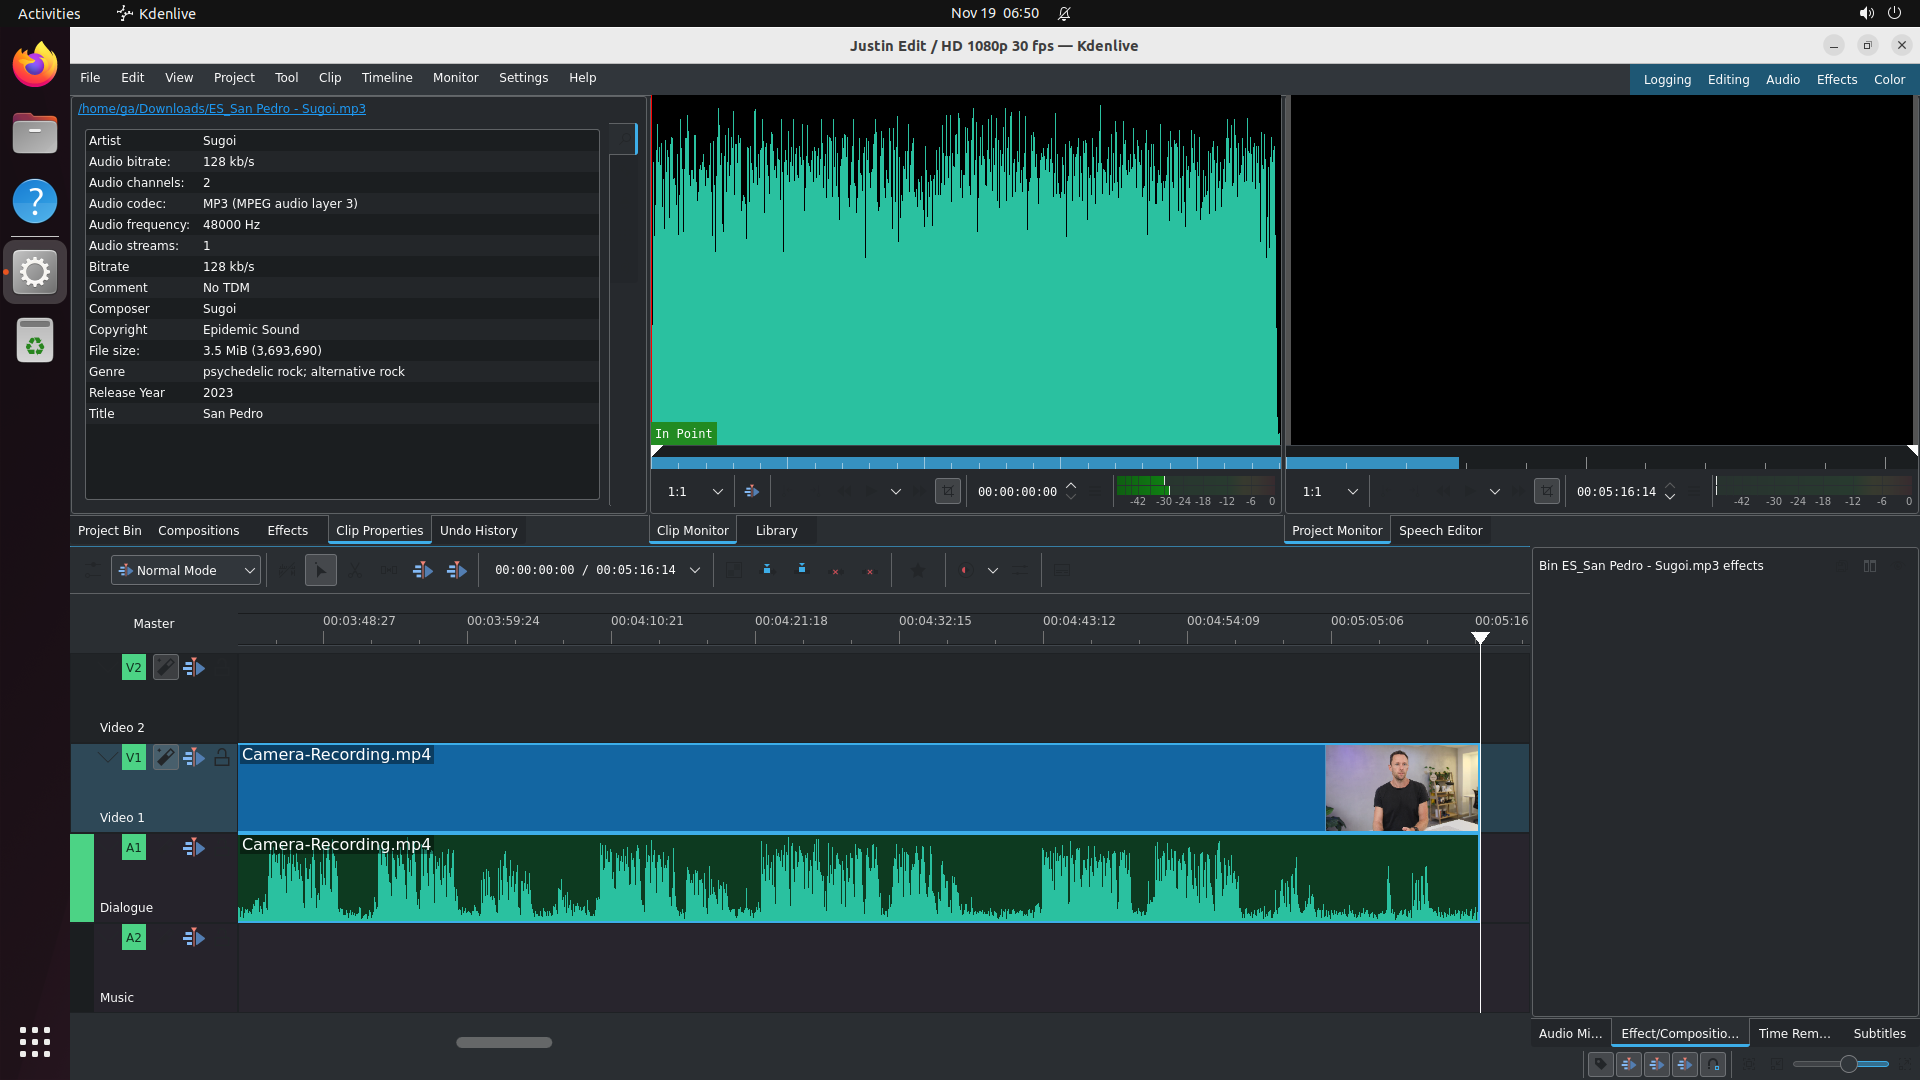 Activities
Kdenlive
Nov 19 06:50
Justin Edit / HD 1080p 30 fps — Kdenlive
File Edit View Project Tool Clip Timeline Monitor Settings Help
Logging Editing Audio Effects Color
/home/qa/Downloads/ES_San Pedro - Sugoi.mp3
Artist Sugoi
Audio bitrate: 128 kb/s
Audio channels: 2
Audio codec: MP3 (MPEG audio layer 3)
Audio frequency: 48000 Hz
Audio streams: 1
Bitrate 128 kb/s
Comment No TDM
Composer Sugoi
Copyright Epidemic Sound
File size: 3.5 MiB (3,693,690)
Genre psychedelic rock; alternative rock
Release Year 2023
Title San Pedro
In Point
1:1
00:00:00:00
-42 -30 -24 -18 -12 -6 0
1:1
00:05:16:14
-42 -30 -24 -18 -12 -6 0
Project Bin Compositions Effects Clip Properties Undo History
Clip Monitor Library
Project Monitor Speech Editor
Normal Mode
00:00:00:00 / 00:05:16:14
Bin ES_San Pedro - Sugoi.mp3 effects
Master
00:03:48:27 00:03:59:24 00:04:10:21 00:04:21:18 00:04:32:15 00:04:43:12 00:04:54:09 00:05:05:06 00:05:16
V2
Video 2
V1
Camera-Recording.mp4
Video 1
A1
Camera-Recording.mp4
Dialogue
A2
Music
Audio Mi... Effect/Compositio... Time Rem... Subtitles